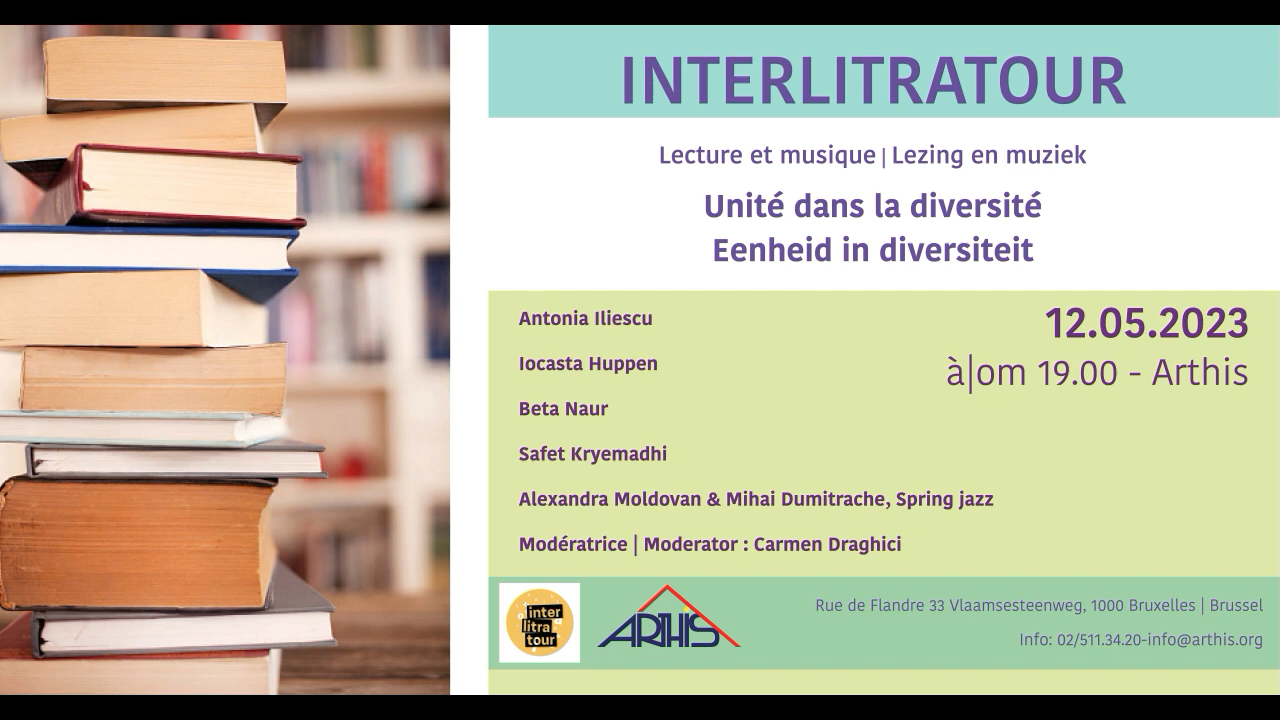 INTERLITRATOUR
Lecture et musique | Lezing en muziek
Unité dans la diversité
Eenheid in diversiteit
Antonia Iliescu
Iocasta Huppen
Beta Naur
Safet Kryemadhi
Alexandra Moldovan & Mihai Dumitrache, Spring jazz
Modératrice | Moderator : Carmen Draghici
12.05.2023
à|om 19.00 - Arthis
inter
litra
tour
ARTHIS
Rue de Flandre 33 Vlaamsesteenweg, 1000 Bruxelles | Brussel
Info: 02/511.34.20-info@arthis.org